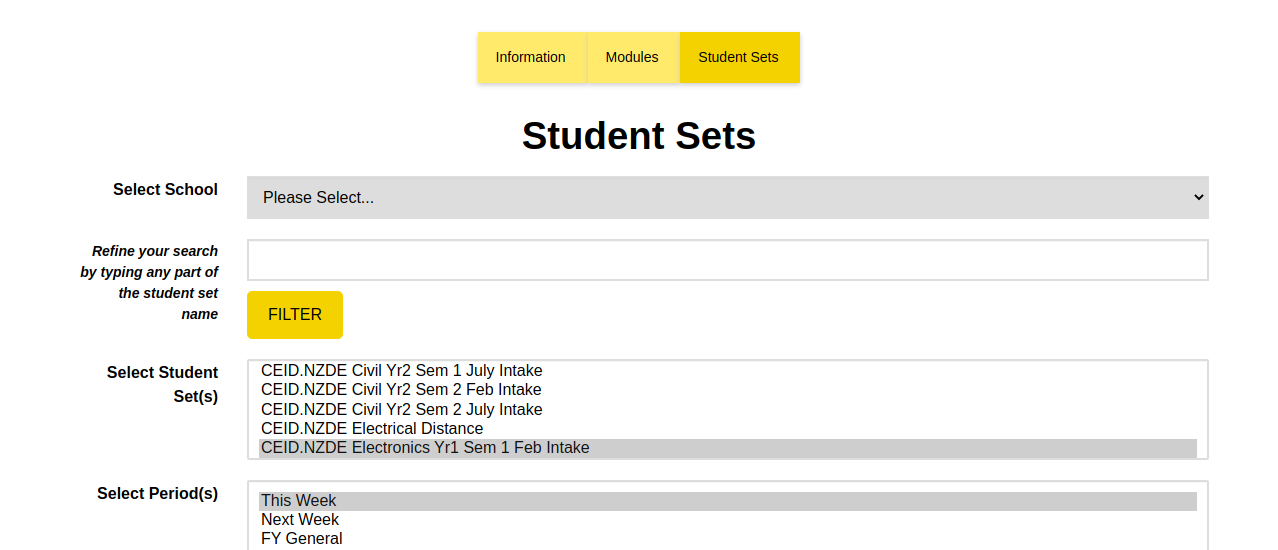 Information Modules Student Sets
Student Sets
Select School
Please Select...
Refine your search
by typing any part of
the student set
name
FILTER
Select Student
Set(s)
CEID.NZDE Civil Yr2 Sem 1 July Intake
CEID.NZDE Civil Yr2 Sem 2 Feb Intake
CEID.NZDE Civil Yr2 Sem 2 July Intake
CEID.NZDE Electrical Distance
CEID.NZDE Electronics Yr1 Sem 1 Feb Intake
Select Period(s)
This Week
Next Week
FY General